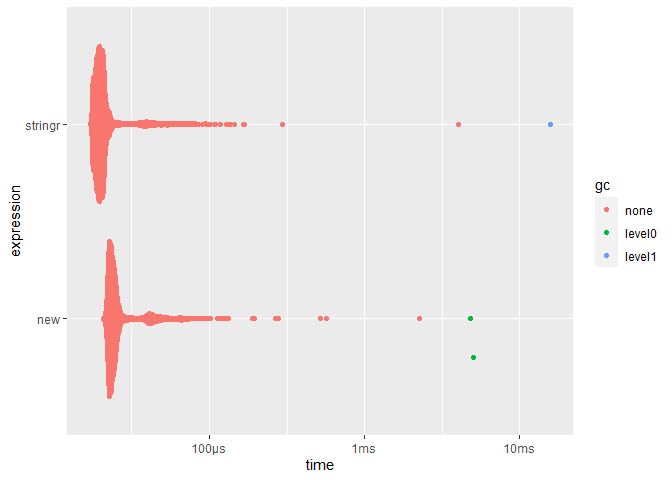 stringr
new
expression
100µs
1ms
10ms
time
gc
none
level0
level1